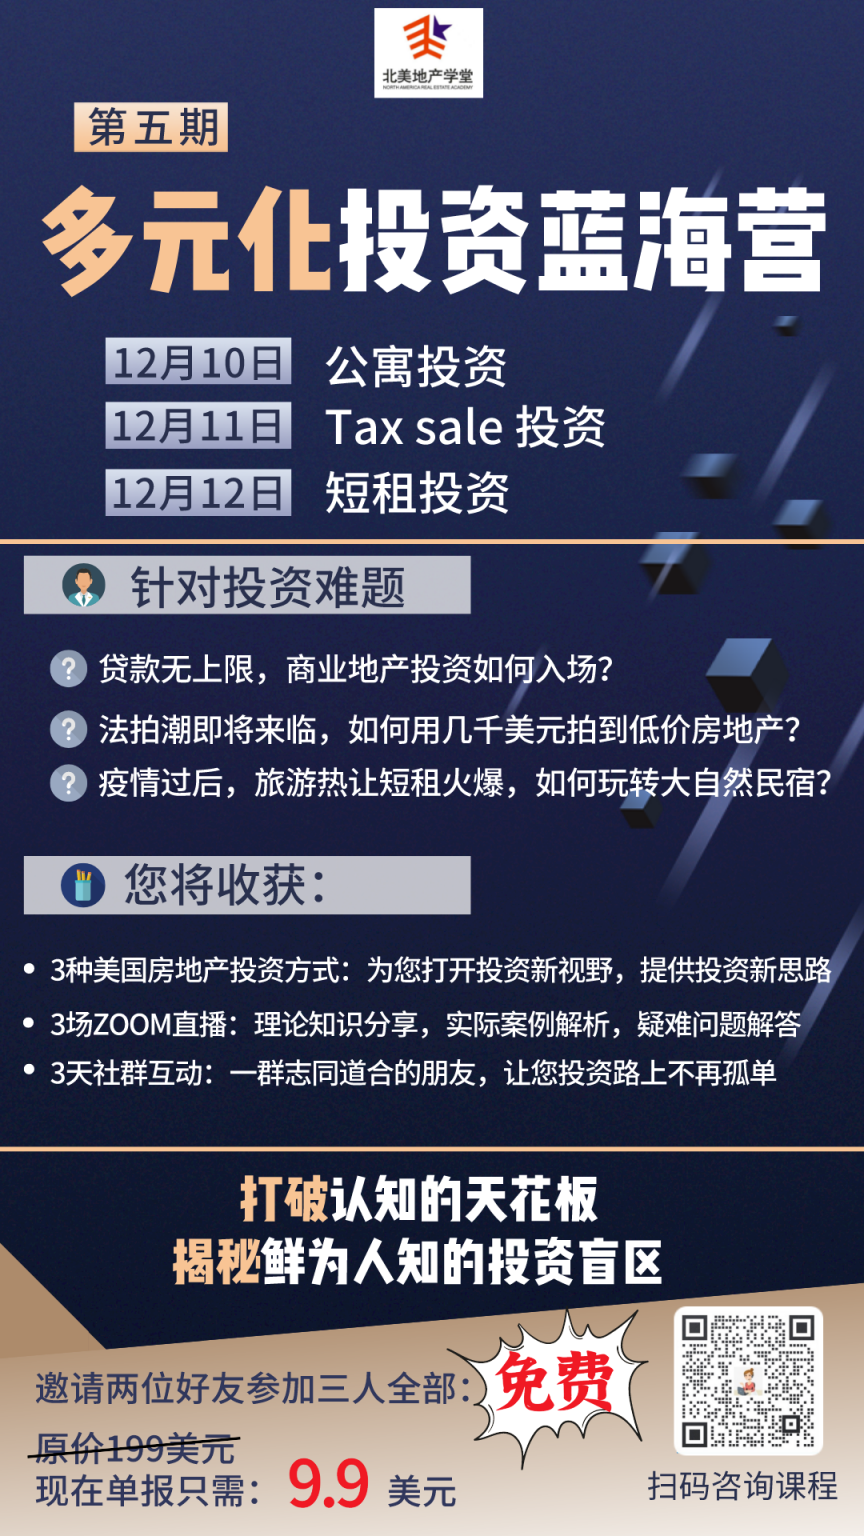 北美地产学堂
NORTH AMERICA REAL ESTATE ACADEMY
第五期
多元化投资蓝海营
12月10日 公寓投资
12月11日 Tax sale 投资
12月12日 短租投资
针对投资难题
? 贷款无上限，商业地产投资如何入场？
? 法拍潮即将来临，如何用几千美元拍到低价房地产？
? 疫情过后，旅游热让短租火爆，如何玩转大自然民宿？
您将收获：
• 3种美国房地产投资方式：为您打开投资新视野，提供投资新思路
• 3场ZOOM直播：理论知识分享，实际案例解析，疑难问题解答
• 3天社群互动：一群志同道合的朋友，让您投资路上不再孤单
打破认知的天花板
揭秘鲜为人知的投资盲区
邀请两位好友参加三人全部：免费
原价199美元
现在单报只需：9.9 美元
扫码咨询课程